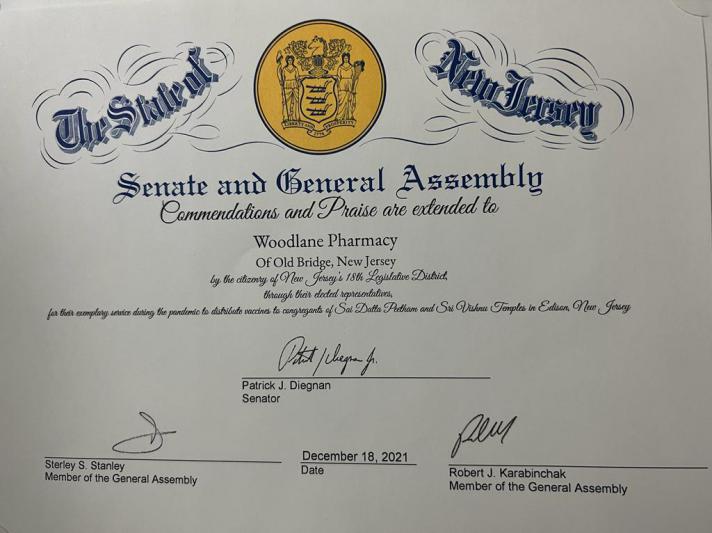 The State of New Jersey
LIBERTY AND PROSPERITY
1776
Senate and General Assembly
Commendations and Praise are extended to
Woodlane Pharmacy
Of Old Bridge, New Jersey
by the citizenry of New Jersey's 18th Legislative District,
through their elected representatives,
for their exemplary service during the pandemic to distribute vaccines to congregants of Sai Datta Peetham and Sri Vishnu Temples in Edison, New Jersey
Patrick J. Diegnan
Senator
Sterley S. Stanley
Member of the General Assembly
December 18, 2021
Date
Robert J. Karabinchak
Member of the General Assembly